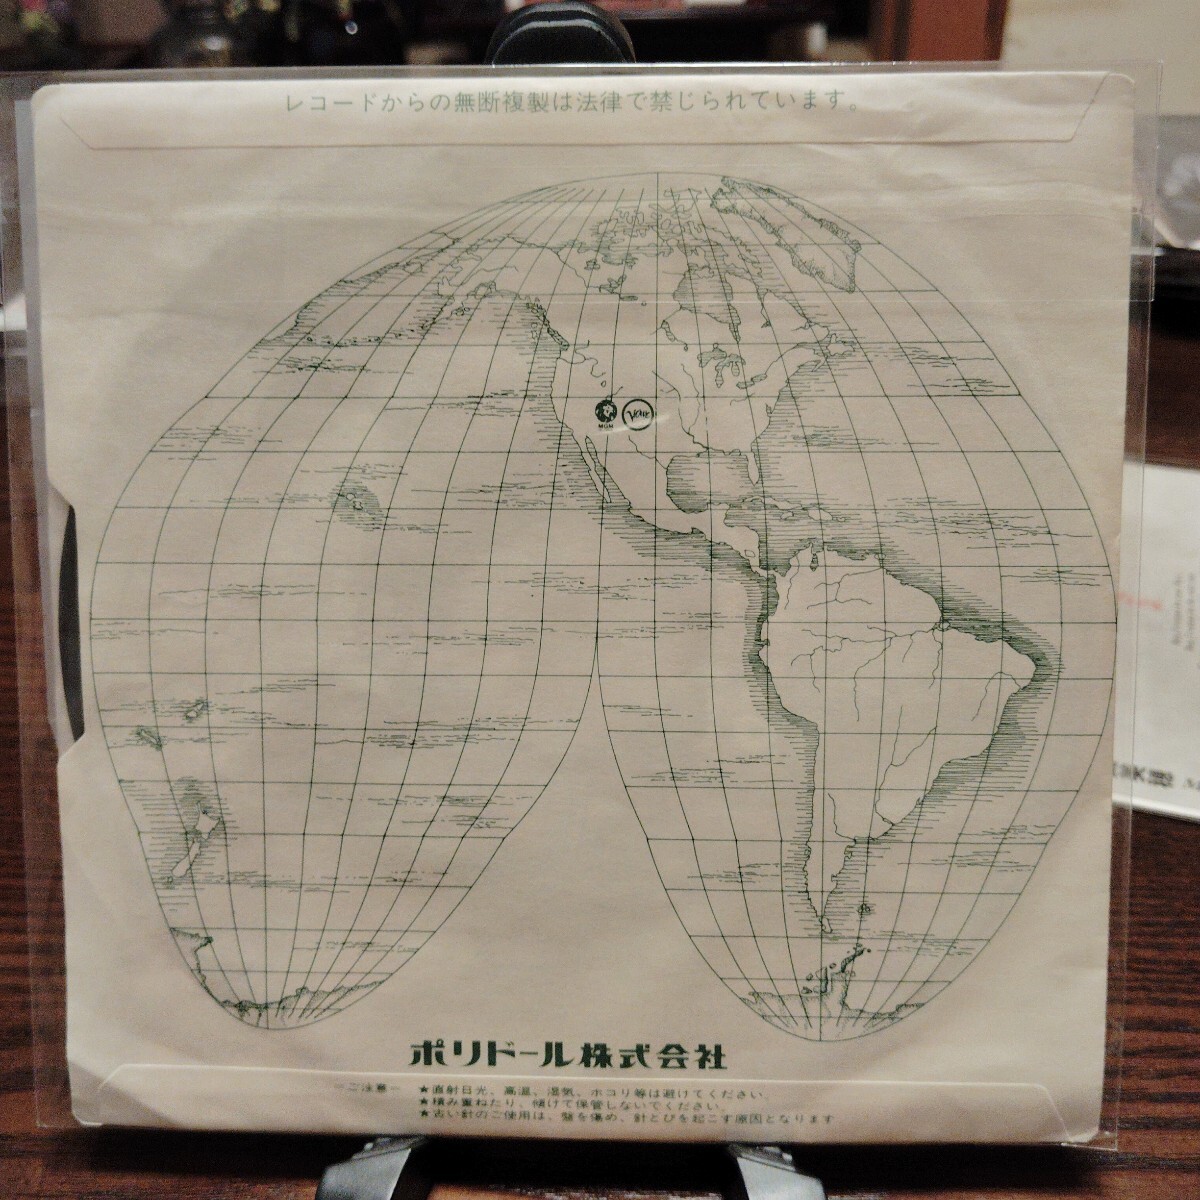 レコードからの無断複製は法律で禁じられています。
MGM
Verve
ポリドール株式会社
−ご注意− ★直射日光、高温、湿気、ホコリ等は避けてください。
★積み重ねたり、傾けて保管しないでください。
★古い針のご使用は、盤を傷め、針とびを起こす原因となります